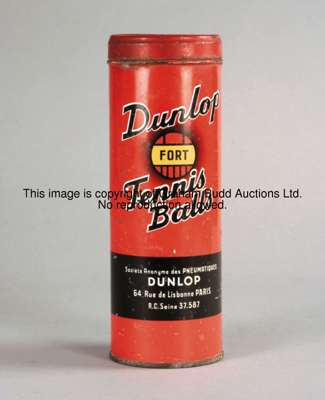 Dunlop
FORT
Tennis
Balls
This image is copyright of Graham Budd Auctions Ltd.
No reproduction allowed.
Société Anonyme des PNEUMATIQUES
DUNLOP
64, Rue de Lisbonne PARIS
R.C. Seine 37.587